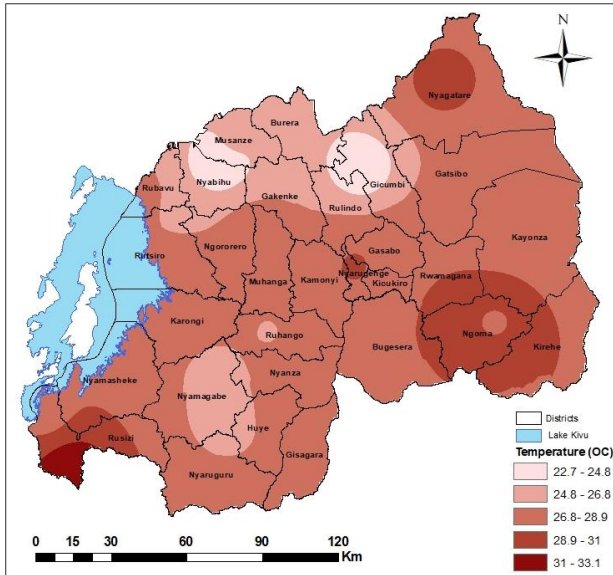 N
Nyagatare
Burera
Musanze
Rubavu
Nyabihu
Gakenke
Rulindo
Gicumbi
Gatsibo
Kayonza
Rutsiro
Ngororero
Gasabo
Muhanga
Kamonyi
Nyarugenge
Kicukiro
Rwamagana
Karongi
Ruhango
Bugesera
Ngoma
Kirehe
Nyamasheke
Nyamagabe
Nyanza
Rusizi
Huye
Gisagara
Nyaruguru
Districts
Lake Kivu
Temperature (OC)
22.7 - 24.8
24.8 - 26.8
26.8- 28.9
28.9 - 31
31 - 33.1
0 15 30 60 90 120
Km